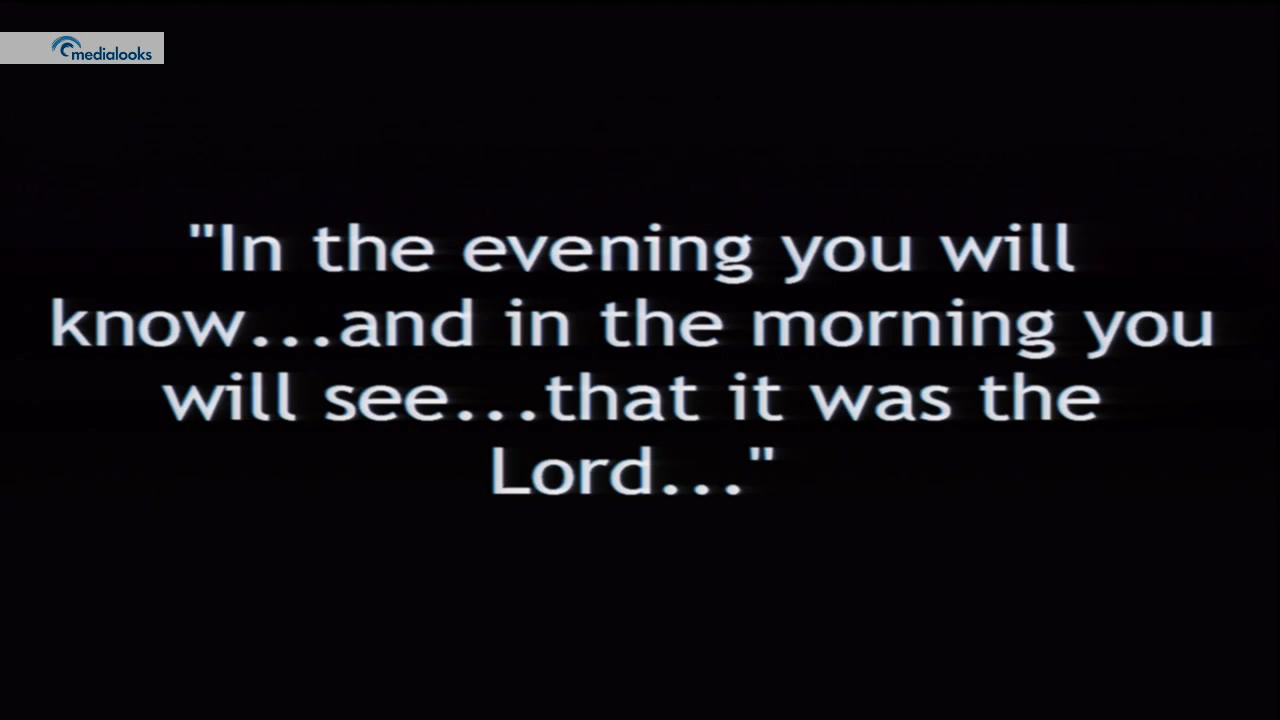 medialooks
"In the evening you will
know...and in the morning you
will see...that it was the
Lord..."